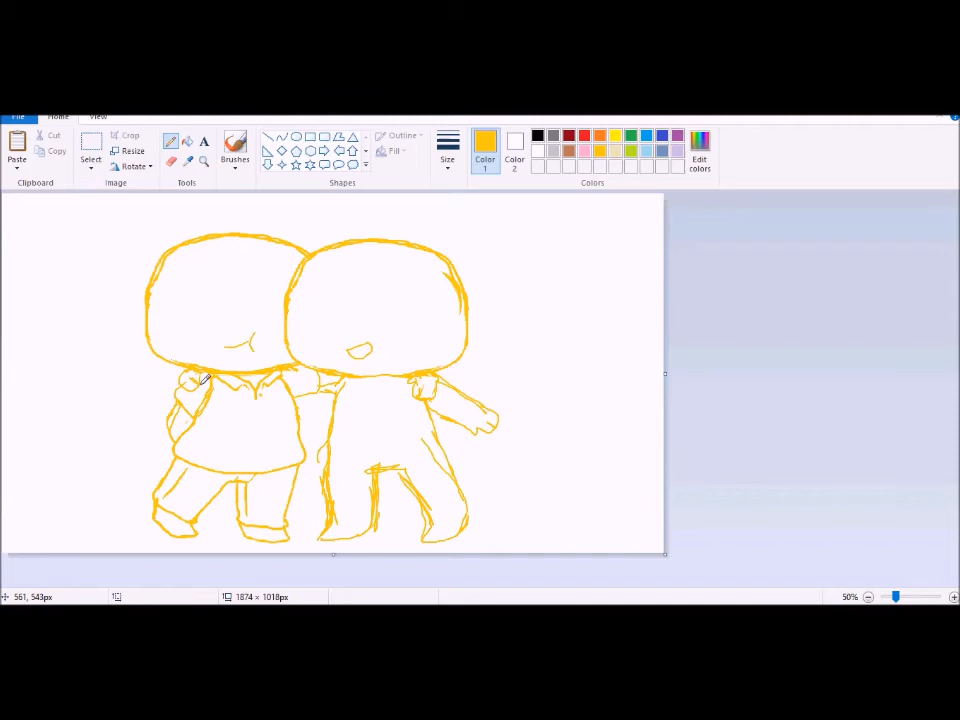 File Home View
Cut
Copy
Paste
Clipboard
Select
Crop
Resize
Rotate
Image
A
Tools
Brushes
Outline
Fill
Shapes
Size
Color 1
Color 2
Edit colors
Colors
561, 543px
1874 × 1018px
50%